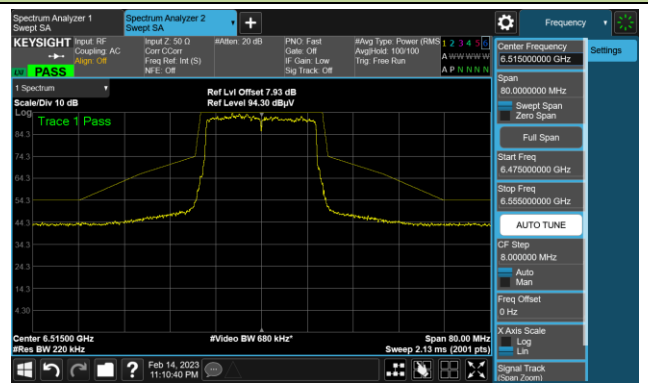 Spectrum Analyzer 1
Swept SA
Spectrum Analyzer 2
Swept SA
Frequency
KEYSIGHT
Input: RF
Coupling: AC
Align: Off
Input Z: 50 Ω
Corr CCorr
Freq Ref: Int (S)
NFE: Off
#Atten: 20 dB
PNO: Fast
Gate: Off
IF Gain: Low
Sig Track: Off
#Avg Type: Power (RMS
Avg|Hold: 100/100
Trig: Free Run
1 2 3 4 5 6
A W W W W W
A P N N N N
PASS
1 Spectrum
Scale/Div 10 dB
Ref Lvl Offset 7.93 dB
Ref Level 94.30 dBµV
Log
Trace 1 Pass
84.3
74.3
64.3
54.3
44.3
34.3
24.3
14.3
4.30
Center 6.51500 GHz
#Res BW 220 kHz
#Video BW 680 kHz*
Span 80.00 MHz
Sweep 2.13 ms (2001 pts)
Center Frequency
6.515000000 GHz
Settings
Span
80.0000000 MHz
Swept Span
Zero Span
Full Span
Start Freq
6.475000000 GHz
Stop Freq
6.555000000 GHz
AUTO TUNE
CF Step
8.000000 MHz
Auto
Man
Freq Offset
0 Hz
X Axis Scale
Log
Lin
Signal Track
(Span Zoom)
Feb 14, 2023
11:10:40 PM